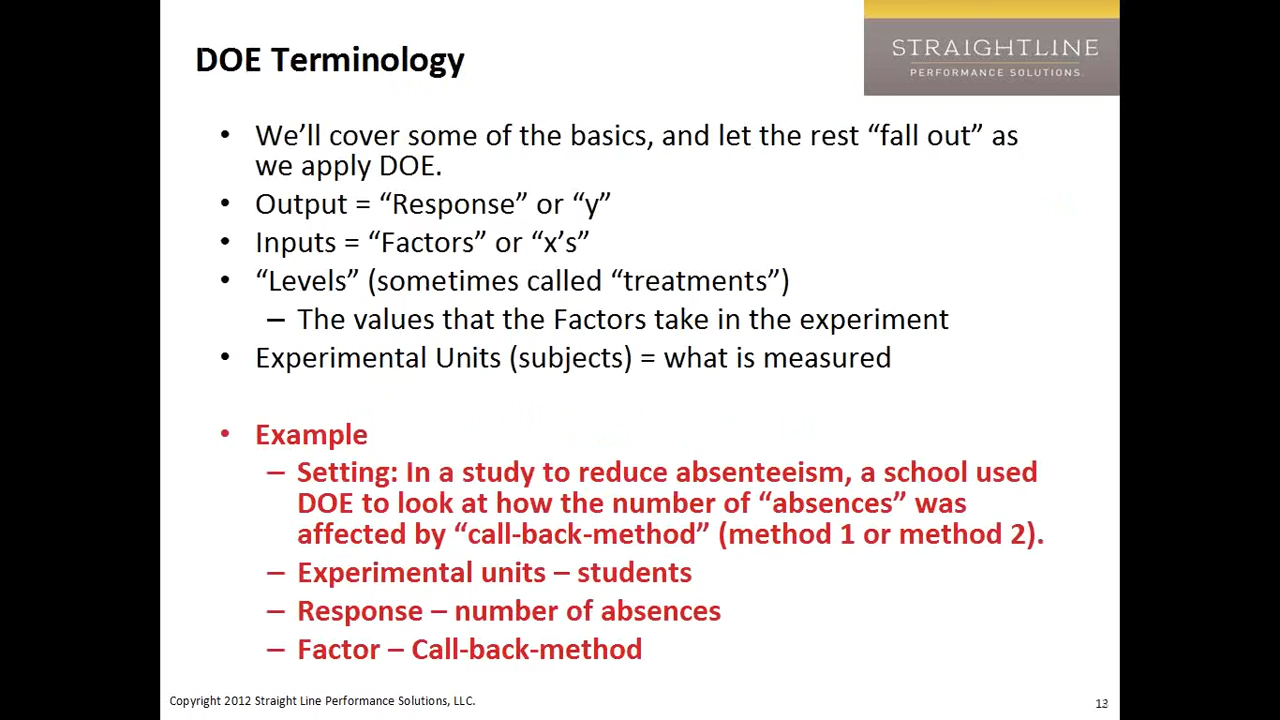 DOE Terminology
STRAIGHTLINE
PERFORMANCE SOLUTIONS.
• We’ll cover some of the basics, and let the rest “fall out” as
we apply DOE.
• Output = “Response” or “y”
• Inputs = “Factors” or “x’s”
• “Levels” (sometimes called “treatments”)
– The values that the Factors take in the experiment
• Experimental Units (subjects) = what is measured
• Example
– Setting: In a study to reduce absenteeism, a school used
DOE to look at how the number of “absences” was
affected by “call-back-method” (method 1 or method 2).
– Experimental units – students
– Response – number of absences
– Factor – Call-back-method
Copyright 2012 Straight Line Performance Solutions, LLC.
13